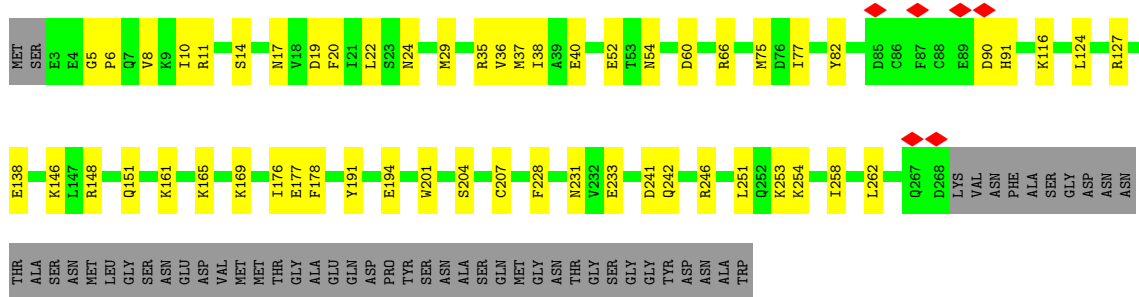 MET SER E3 E4 G5 P6 Q7 V8 K9 I10 R11 S14 N17 V18 D19 F20 I21 L22 S23 N24 M29 R35 V36 M37 I38 A39 E40 E52 T53 N54 D60 R66 M75 D76 I77 Y82 D85 C86 F87 C88 E89 D90 H91 K116 L124 R127
E138 K146 L147 R148 Q151 K161 K165 K169 I176 E177 F178 Y191 E194 W201 S204 C207 F228 N231 V232 E233 D241 Q242 R246 L251 Q252 K253 K254 I258 L262 Q267 D268 LYS VAL ASN PHE ALA SER GLY ASP ASN ASN
THR ALA SER ASN MET LEU GLY SER ASN GLU ASP VAL MET MET THR GLY ALA GLU GLN ASP PRO TYR SER ASN ALA SER GLN MET GLY ASN THR GLY SER GLY GLY TYR ASP ASN ALA TRP